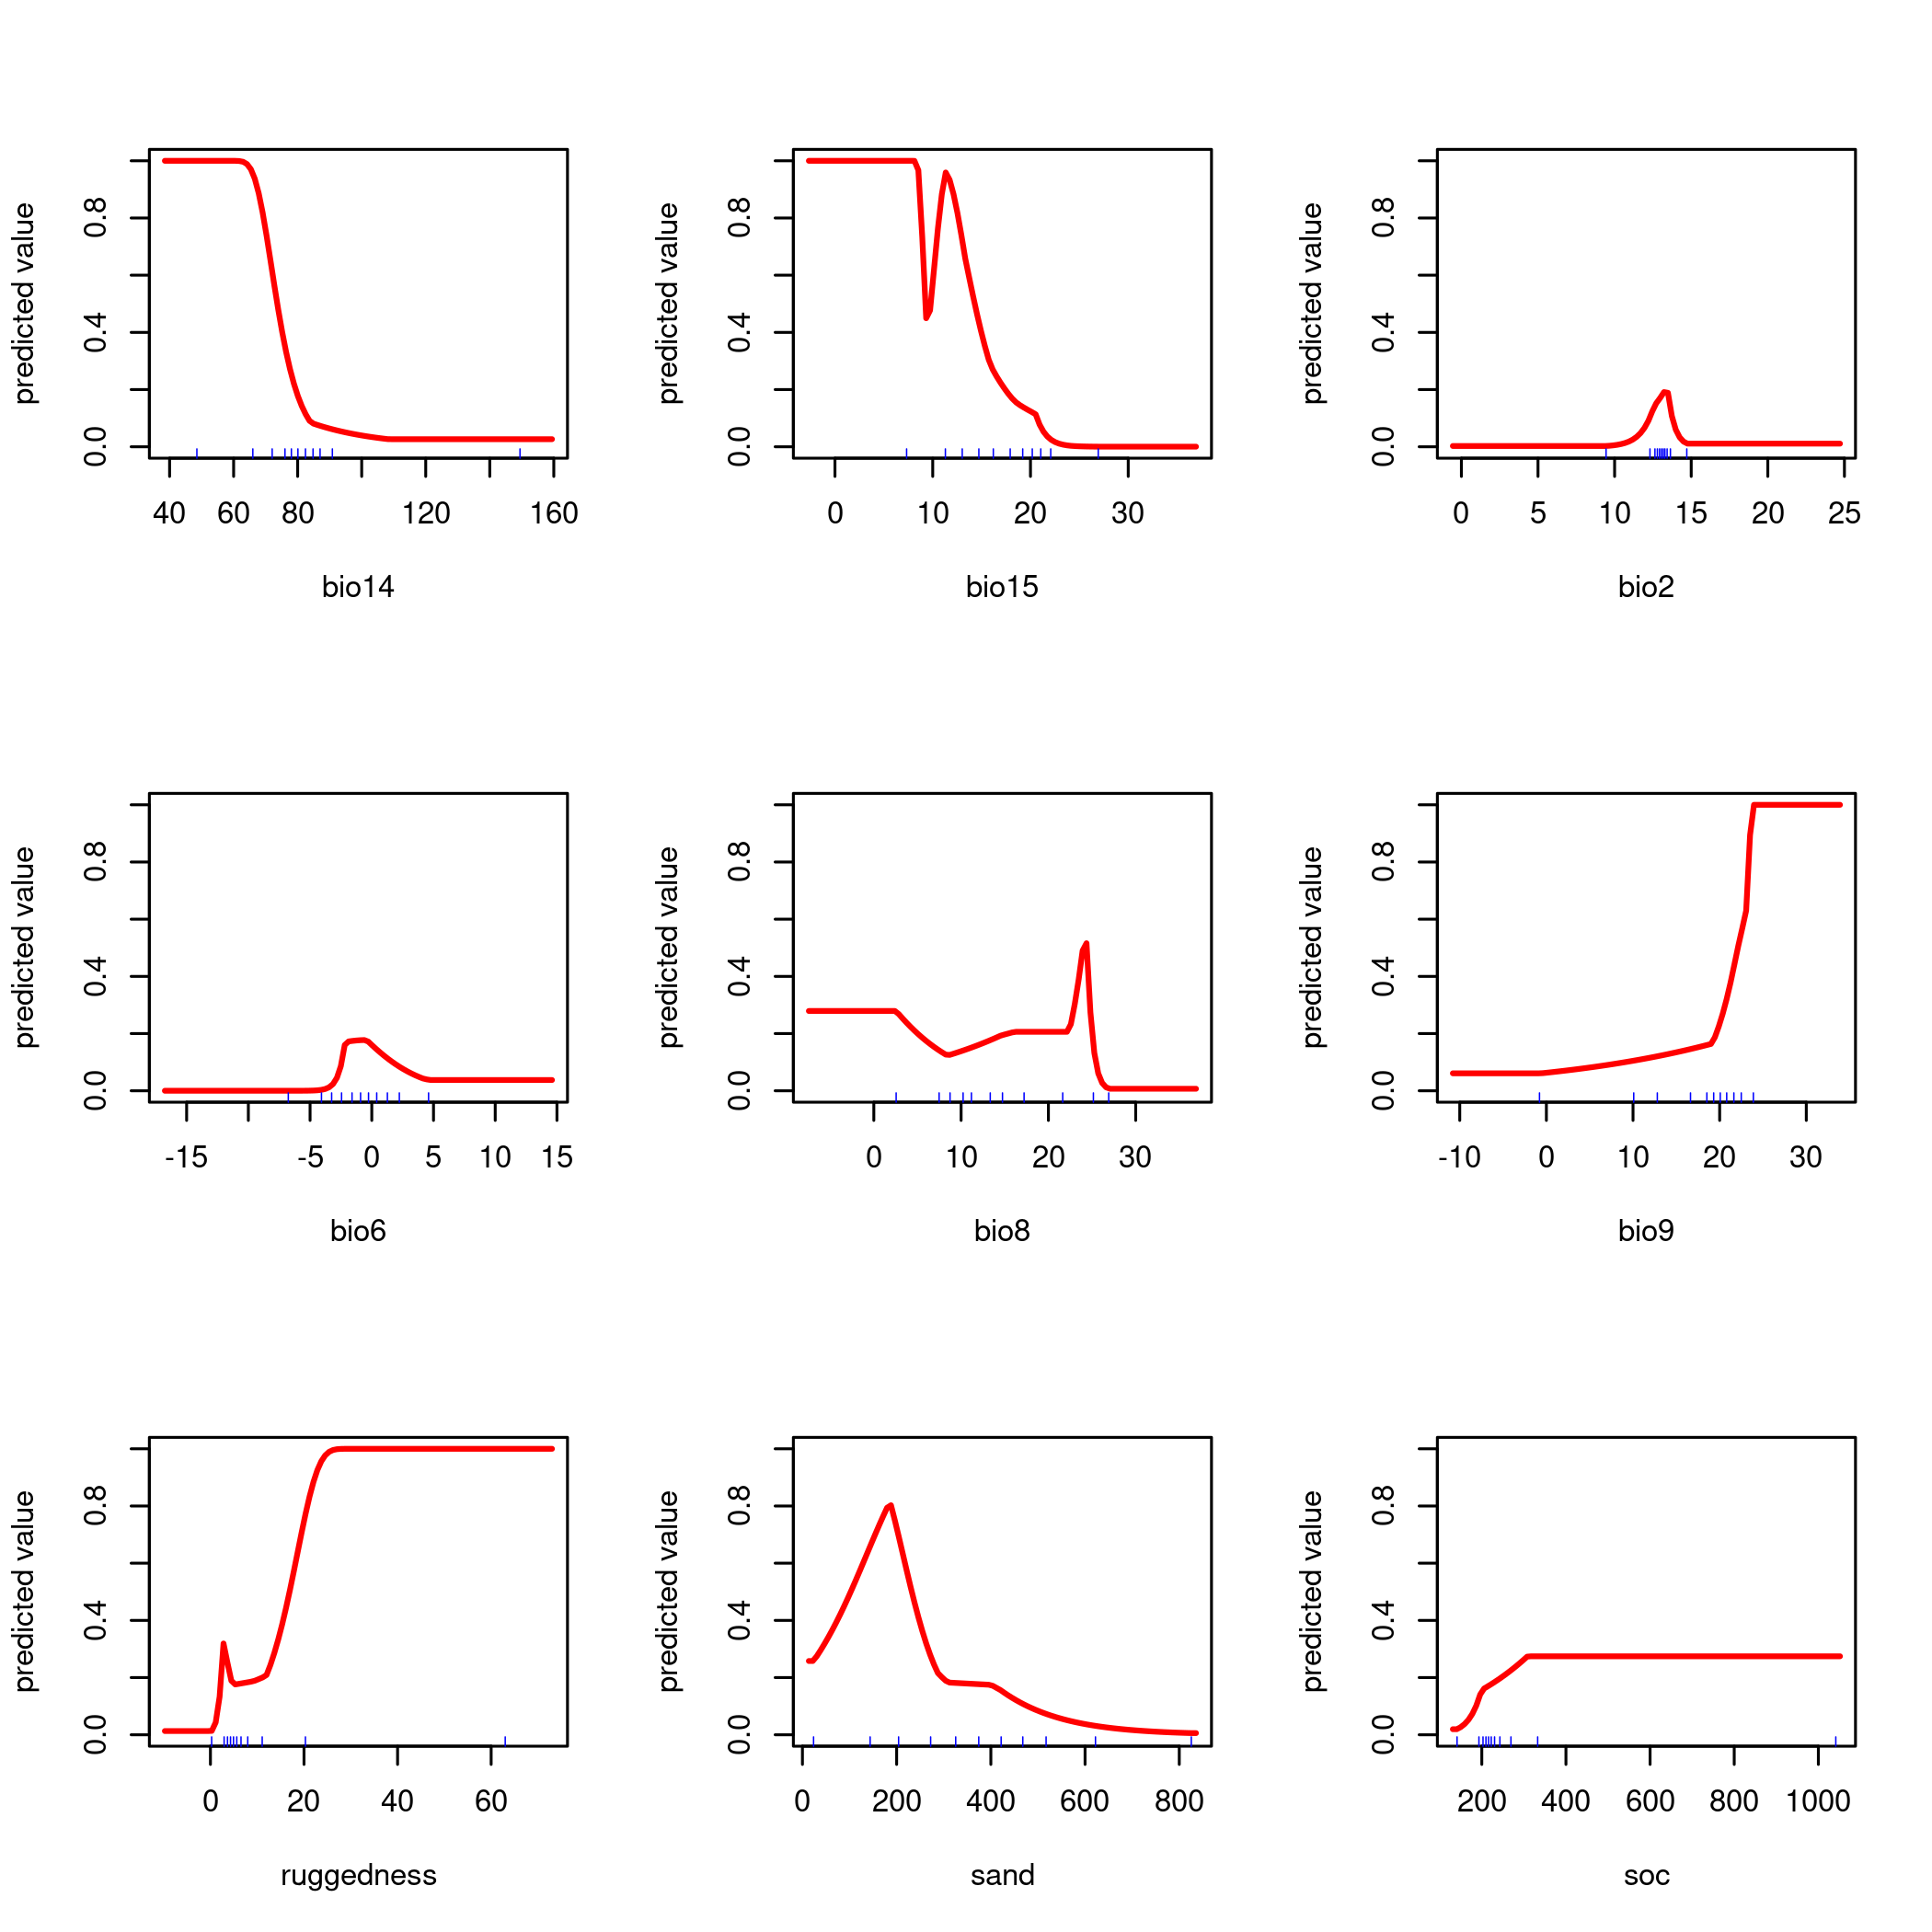 predicted value
0.0 0.4 0.8
40 60 80 120 160
bio14
predicted value
0.0 0.4 0.8
0 10 20 30
bio15
predicted value
0.0 0.4 0.8
0 5 10 15 20 25
bio2
predicted value
0.0 0.4 0.8
-15 -5 0 5 10 15
bio6
predicted value
0.0 0.4 0.8
0 10 20 30
bio8
predicted value
0.0 0.4 0.8
-10 0 10 20 30
bio9
predicted value
0.0 0.4 0.8
0 20 40 60
ruggedness
predicted value
0.0 0.4 0.8
0 200 400 600 800
sand
predicted value
0.0 0.4 0.8
200 400 600 800 1000
soc